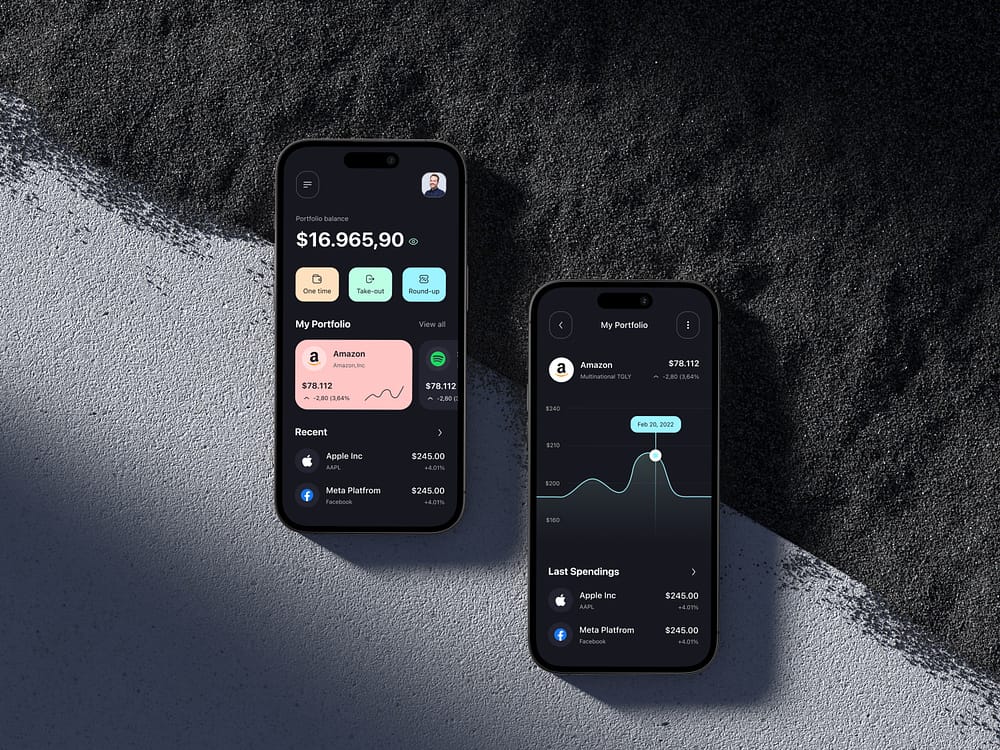 Portfolio balance
$16.965,90
One time
Take-out
Round-up
My Portfolio
View all
a
Amazon
Amazon,Inc
$78.112
-2,80 (3,64%
$78.112
-2,80 (3
Recent
Apple Inc
AAPL
$245.00
+4.01%
Meta Platfrom
Facebook
$245.00
+4.01%
My Portfolio
a
Amazon
Multinational TGLY
$78.112
-2,80 (3,64%
$240
$210
$200
$160
Feb 20, 2022
Last Spendings
Apple Inc
AAPL
$245.00
+4.01%
Meta Platfrom
Facebook
$245.00
+4.01%